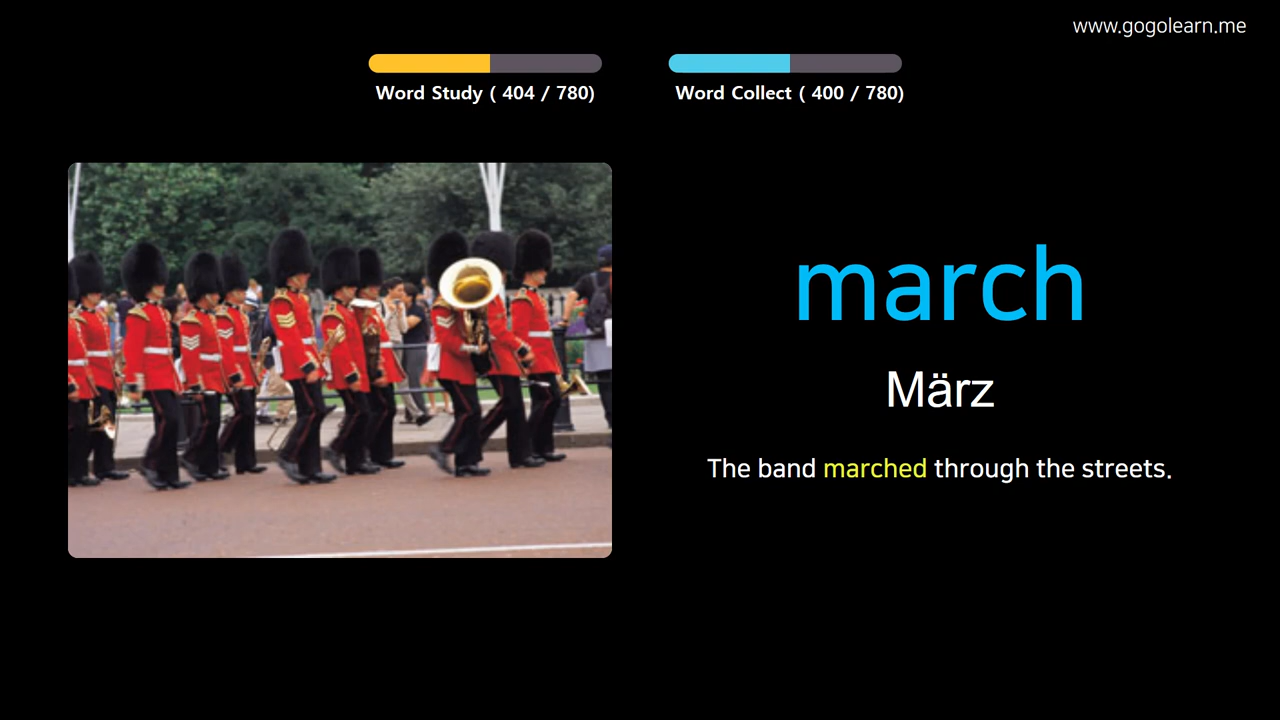 www.gogolearn.me
Word Study ( 404 / 780)
Word Collect ( 400 / 780)
march
März
The band marched through the streets.